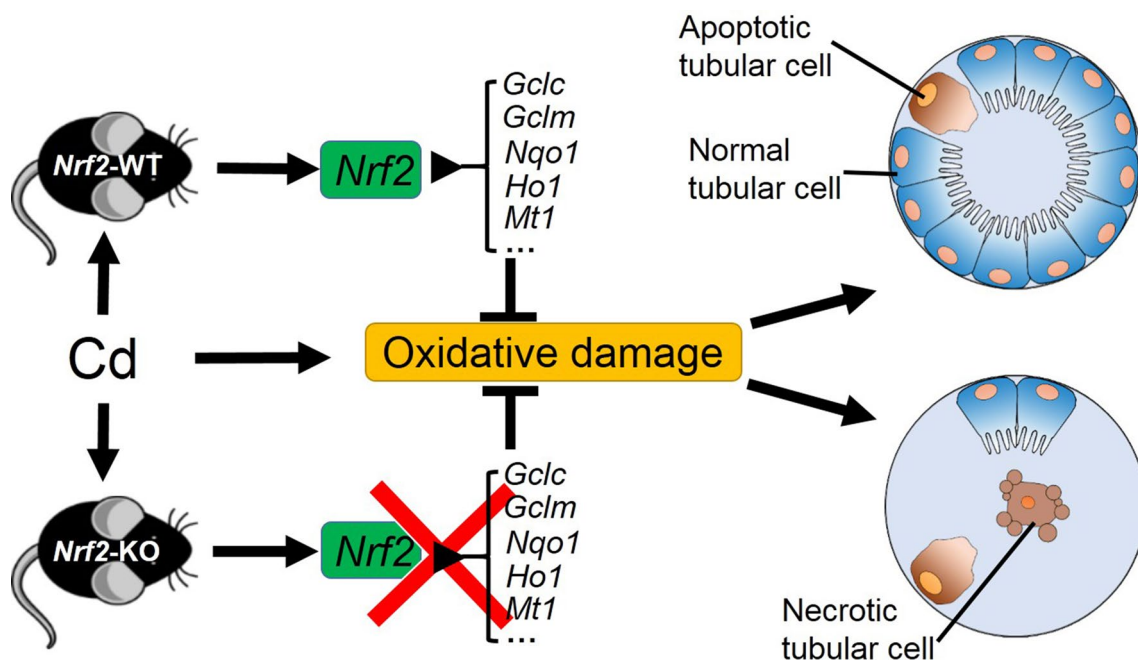 Apoptotic
tubular cell
Normal
tubular cell
Nrf2-WT
Nrf2
Gclc
Gclm
Nqo1
Ho1
Mt1
...
Cd
Oxidative damage
Nrf2-KO
Nrf2
Gclc
Gclm
Nqo1
Ho1
Mt1
...
Necrotic
tubular cell